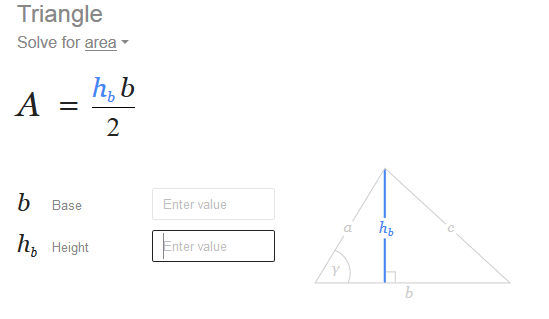 Triangle
Solve for area
A = h_b b / 2
b Base Enter value
h_b Height Enter value
a h_b c
γ
b